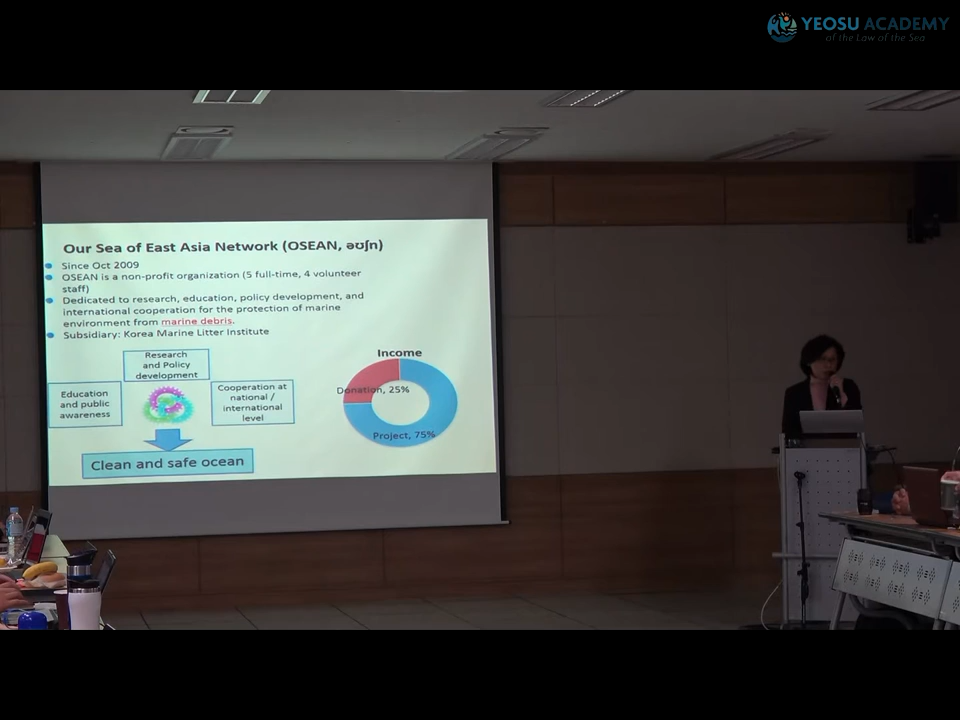 YEOSU ACADEMY
of the Law of the Sea
Our Sea of East Asia Network (OSEAN, əʊʃn)
Since Oct 2009
OSEAN is a non-profit organization (5 full-time, 4 volunteer
staff)
Dedicated to research, education, policy development, and
international cooperation for the protection of marine
environment from marine debris.
Subsidiary: Korea Marine Litter Institute
Research
and Policy
development
Education
and public
awareness
Cooperation at
national /
international
level
Clean and safe ocean
Income
Donation, 25%
Project, 75%